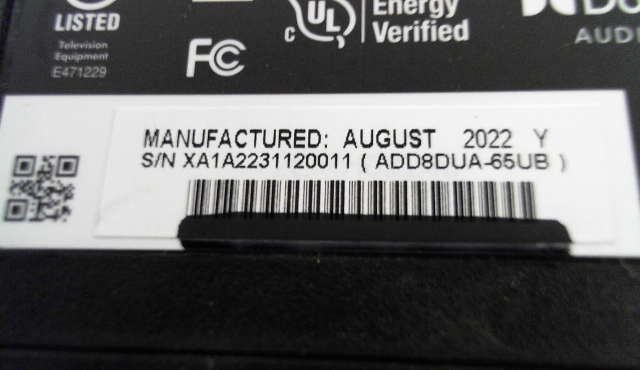 LISTED
Television
Equipment
E471229
FC
C UL
Energy
Verified
AUDI
MANUFACTURED: AUGUST 2022 Y
S/N XA1A2231120011 ( ADD8DUA-65UB )